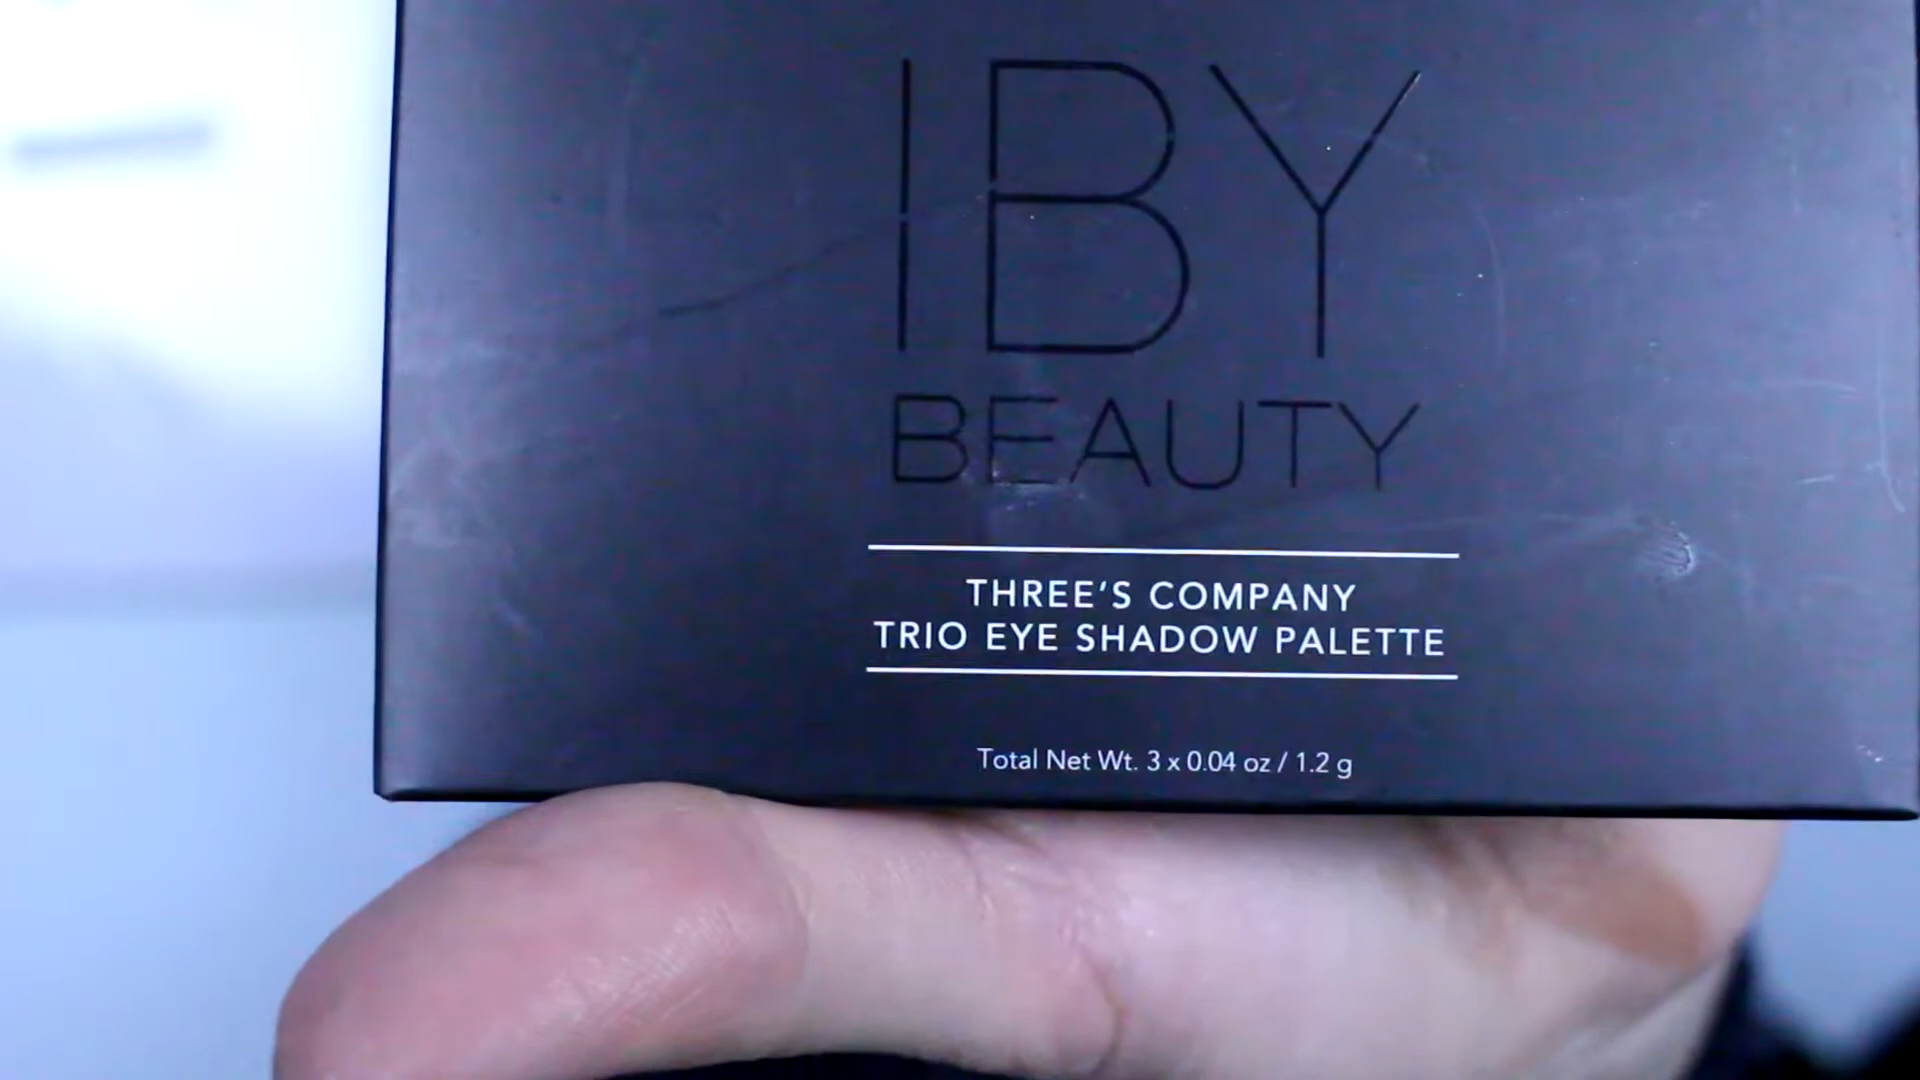 IBY
BEAUTY
THREE'S COMPANY
TRIO EYE SHADOW PALETTE
Total Net Wt. 3 x 0.04 oz / 1.2 g